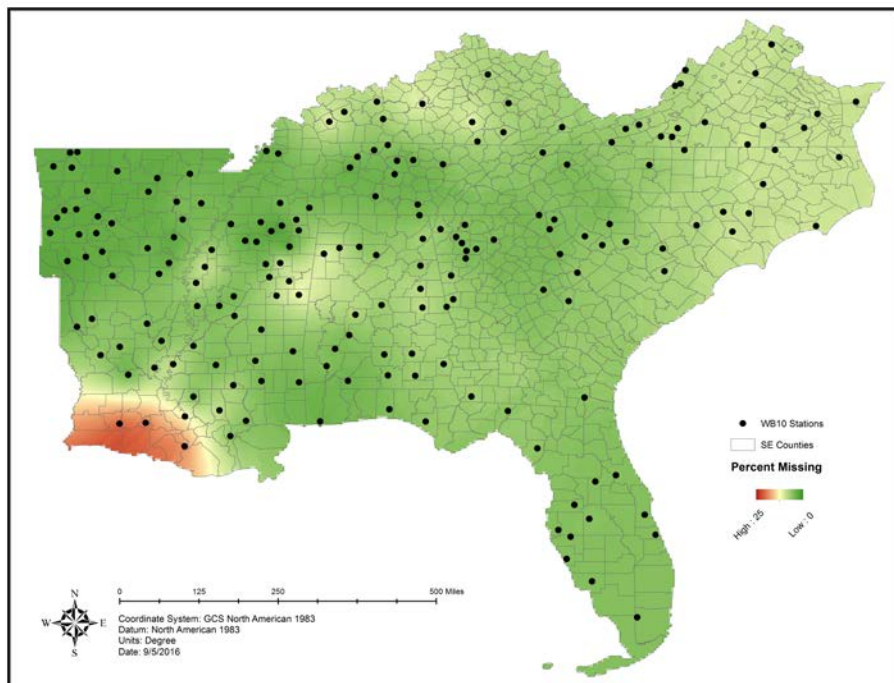 WB10 Stations
SE Counties
Percent Missing
High : 25
Low : 0
0 125 250 500 Miles
N
W E
S
Coordinate System: GCS North American 1983
Datum: North American 1983
Units: Degree
Date: 9/5/2016